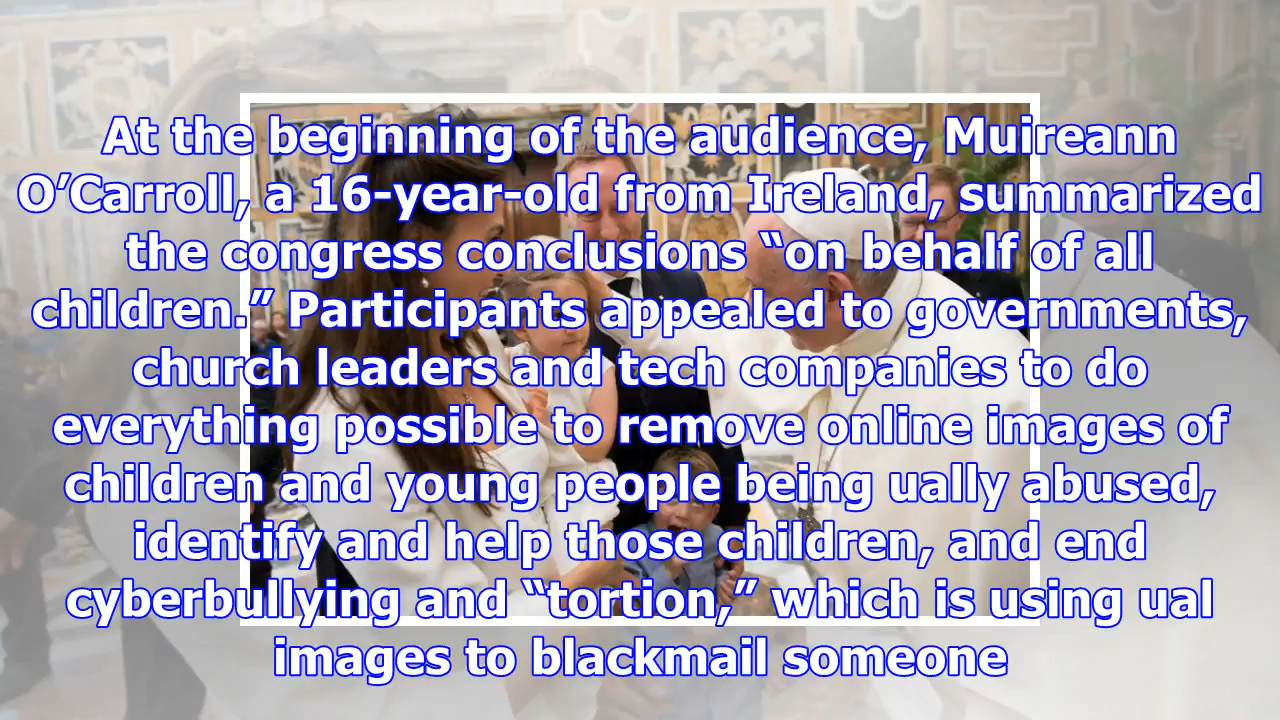 At the beginning of the audience, Muireann
O’Carroll, a 16-year-old from Ireland, summarized
the congress conclusions “on behalf of all
children.” Participants appealed to governments,
church leaders and tech companies to do
everything possible to remove online images of
children and young people being ually abused,
identify and help those children, and end
cyberbullying and “tortion,” which is using ual
images to blackmail someone